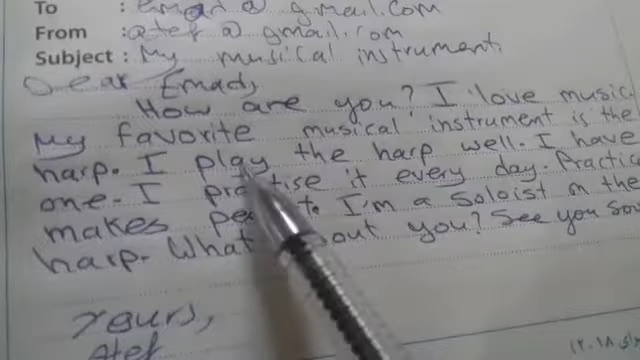 To : Emad @ gmail.com
From : atef @ gmail.com
Subject : My musical instrument
Dear Emad,
How are you? I love music.
My favorite musical instrument is the
harp. I play the harp well. I have
one. I practise it every day. Practice
makes I'm a Soloist on the
harp. What about you? See you soon
Yours,
Atef